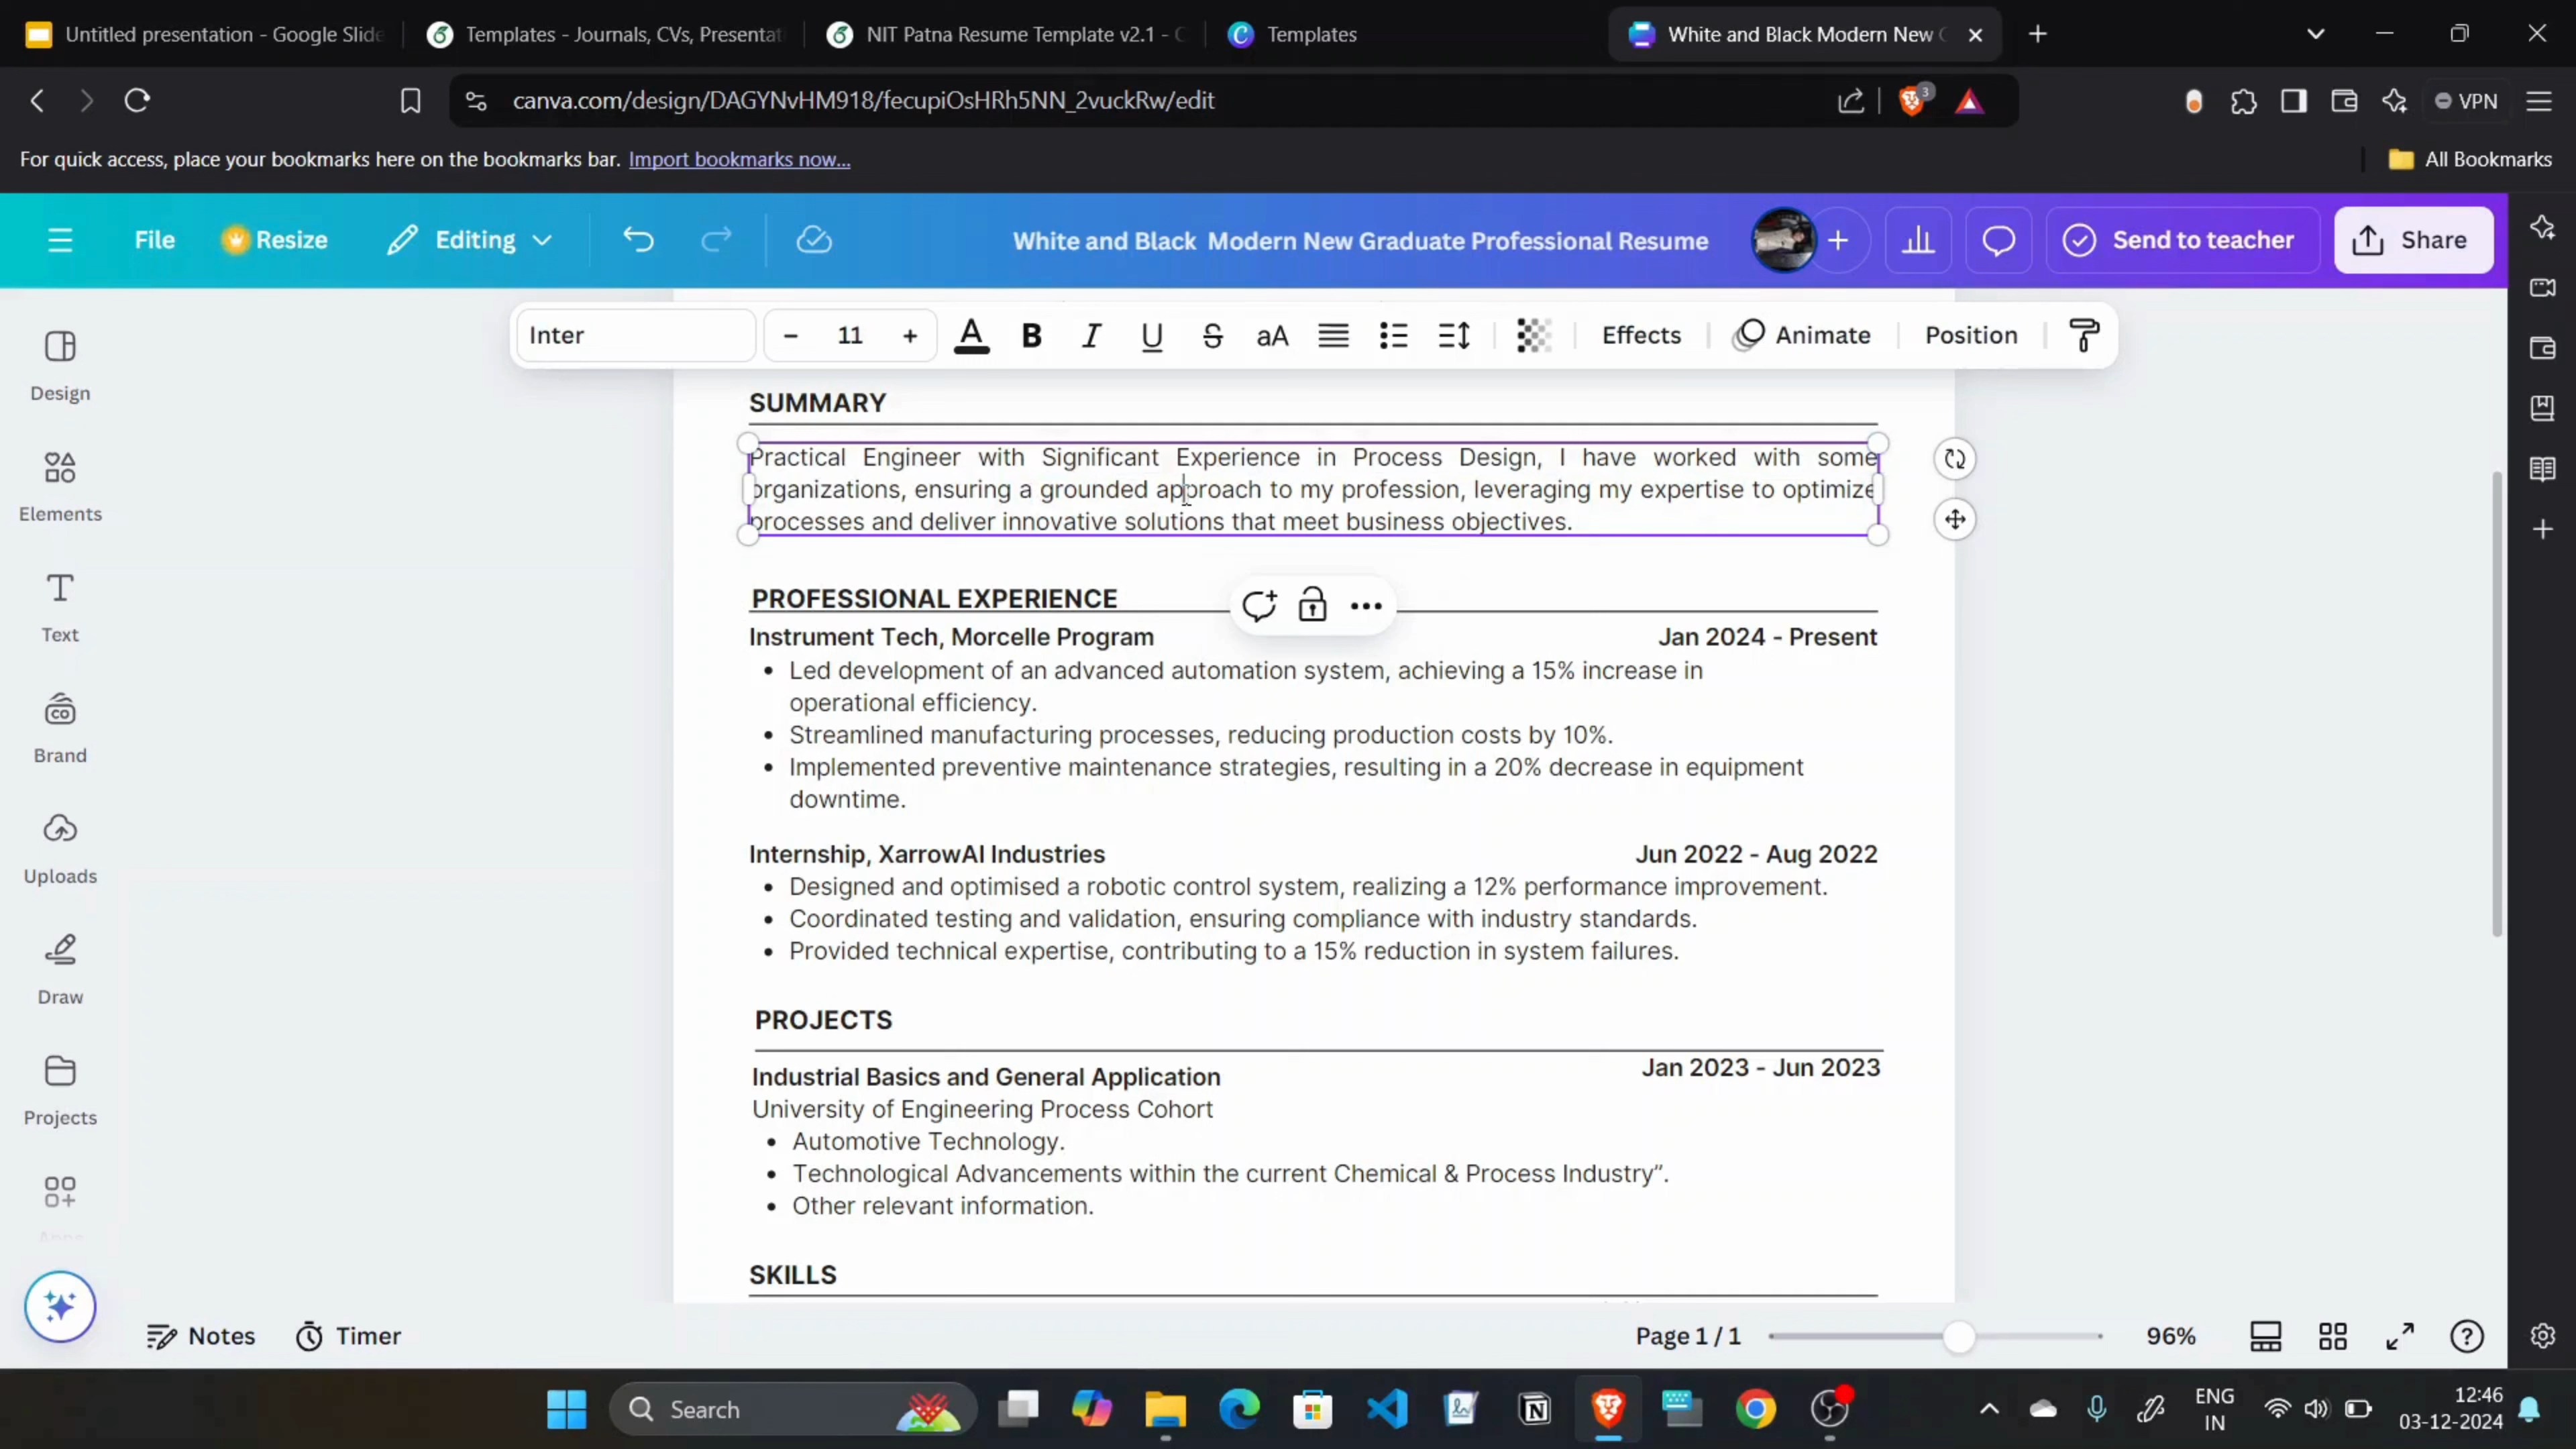 Untitled presentation - Google Slide
Templates - Journals, CVs, Presentat
NIT Patna Resume Template v2.1 -
Templates
White and Black Modern New
canva.com/design/DAGYNvHM918/fecupiOsHRh5NN_2vuckRw/edit
3
VPN
For quick access, place your bookmarks here on the bookmarks bar. Import bookmarks now...
All Bookmarks
File
Resize
Editing
White and Black Modern New Graduate Professional Resume
Send to teacher
Share
Inter
- 11 +
A B I U S aA
Effects
Animate
Position
Design
Elements
Text
Brand
Uploads
Draw
Projects
SUMMARY
Practical Engineer with Significant Experience in Process Design, I have worked with some
organizations, ensuring a grounded approach to my profession, leveraging my expertise to optimize
processes and deliver innovative solutions that meet business objectives.
PROFESSIONAL EXPERIENCE
Instrument Tech, Morcelle Program
Jan 2024 - Present
• Led development of an advanced automation system, achieving a 15% increase in
operational efficiency.
• Streamlined manufacturing processes, reducing production costs by 10%.
• Implemented preventive maintenance strategies, resulting in a 20% decrease in equipment
downtime.
Internship, XarrowAI Industries
Jun 2022 - Aug 2022
• Designed and optimised a robotic control system, realizing a 12% performance improvement.
• Coordinated testing and validation, ensuring compliance with industry standards.
• Provided technical expertise, contributing to a 15% reduction in system failures.
PROJECTS
Industrial Basics and General Application
Jan 2023 - Jun 2023
University of Engineering Process Cohort
• Automotive Technology.
• Technological Advancements within the current Chemical & Process Industry”.
• Other relevant information.
SKILLS
Notes
Timer
Page 1 / 1
96%
Search
ENG
IN
12:46
03-12-2024